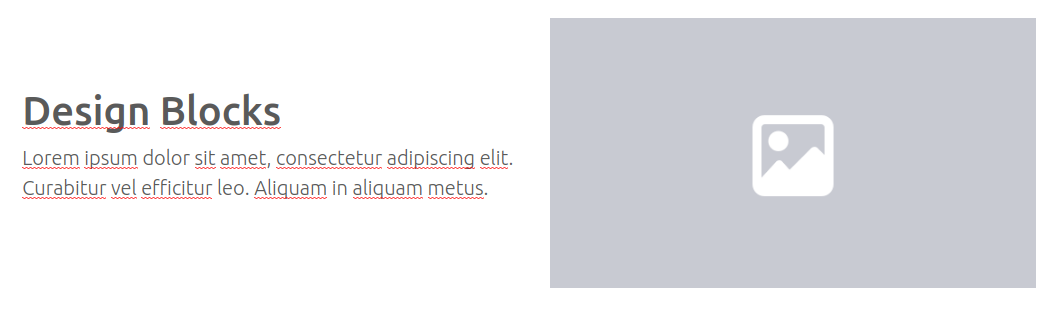 Design Blocks
Lorem ipsum dolor sit amet, consectetur adipiscing elit.
Curabitur vel efficitur leo. Aliquam in aliquam metus.